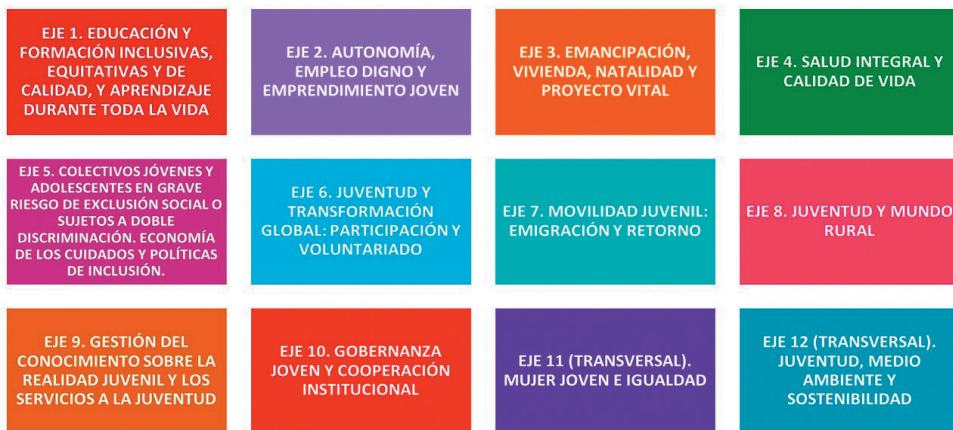 EJE 1. EDUCACIÓN Y
FORMACIÓN INCLUSIVAS,
EQUITATIVAS Y DE
CALIDAD, Y APRENDIZAJE
DURANTE TODA LA VIDA
EJE 2. AUTONOMÍA,
EMPLEO DIGNO Y
EMPRENDIMIENTO JOVEN
EJE 3. EMANCIPACIÓN,
VIVIENDA, NATALIDAD Y
PROYECTO VITAL
EJE 4. SALUD INTEGRAL Y
CALIDAD DE VIDA
EJE 5. COLECTIVOS JÓVENES Y
ADOLESCENTES EN GRAVE
RIESGO DE EXCLUSIÓN SOCIAL O
SUJETOS A DOBLE
DISCRIMINACIÓN. ECONOMÍA
DE LOS CUIDADOS Y POLÍTICAS
DE INCLUSIÓN.
EJE 6. JUVENTUD Y
TRANSFORMACIÓN
GLOBAL: PARTICIPACIÓN Y
VOLUNTARIADO
EJE 7. MOVILIDAD JUVENIL:
EMIGRACIÓN Y RETORNO
EJE 8. JUVENTUD Y MUNDO
RURAL
EJE 9. GESTIÓN DEL
CONOCIMIENTO SOBRE LA
REALIDAD JUVENIL Y LOS
SERVICIOS A LA JUVENTUD
EJE 10. GOBERNANZA
JOVEN Y COOPERACIÓN
INSTITUCIONAL
EJE 11 (TRANSVERSAL).
MUJER JOVEN E IGUALDAD
EJE 12 (TRANSVERSAL).
JUVENTUD, MEDIO
AMBIENTE Y
SOSTENIBILIDAD